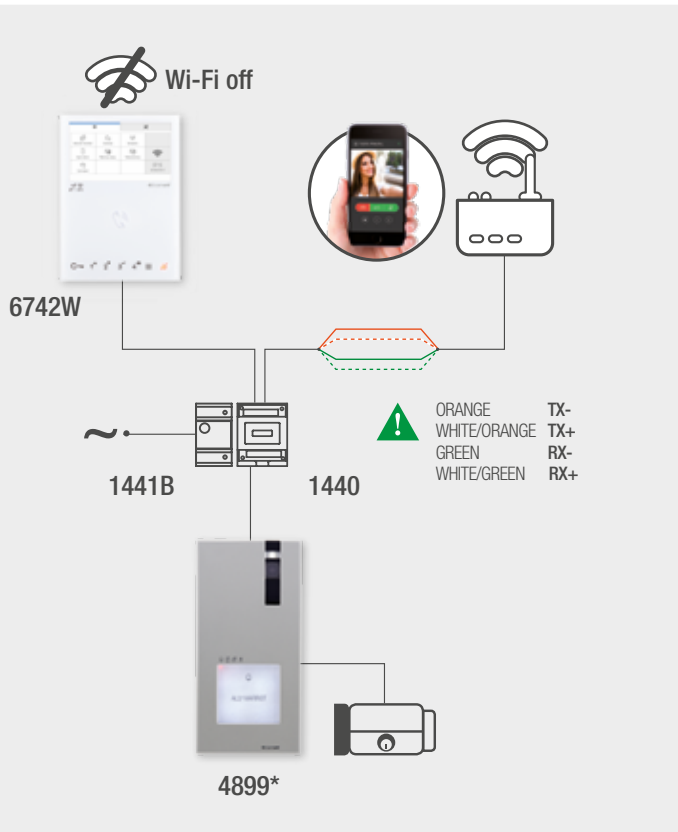 Wi-Fi off
6742W
ORANGE TX-
WHITE/ORANGE TX+
GREEN RX-
WHITE/GREEN RX+
1441B
1440
4899*